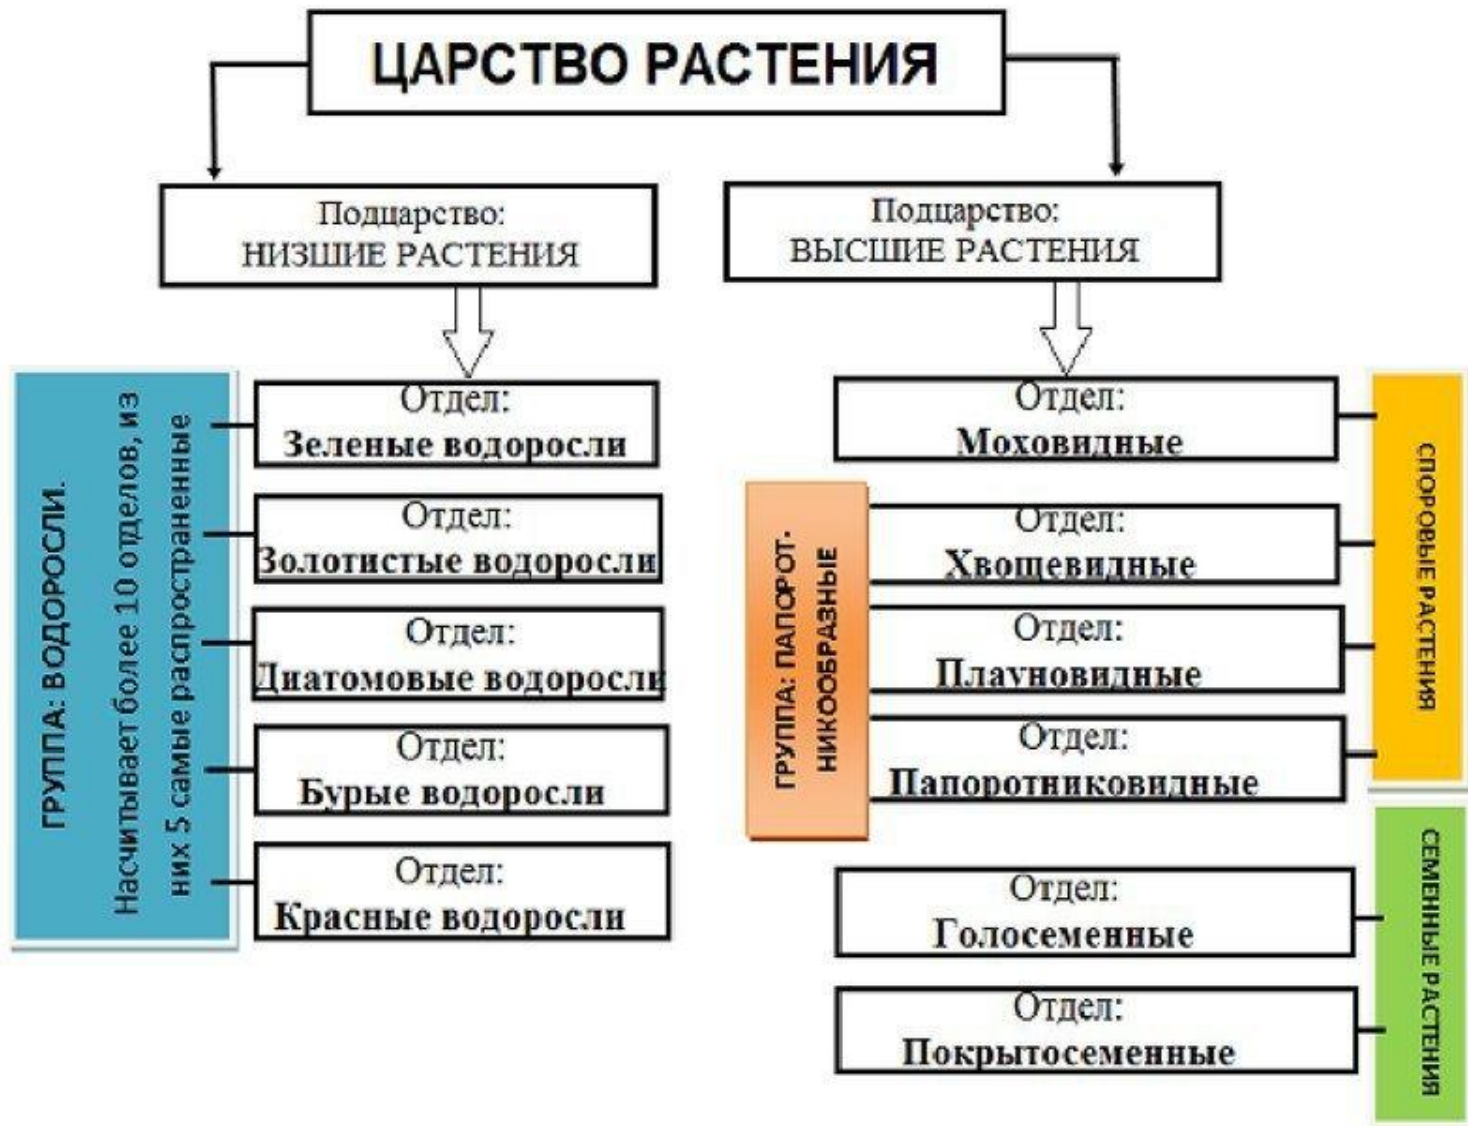 ЦАРСТВО РАСТЕНИЯ
Подцарство:
НИЗШИЕ РАСТЕНИЯ
Подцарство:
ВЫСШИЕ РАСТЕНИЯ
ГРУППА: ВОДОРОСЛИ.
Насчитывает более 10 отделов, из
них 5 самые распространенные
Отдел:
Зеленые водоросли
Отдел:
Золотистые водоросли
Отдел:
Диатомовые водоросли
Отдел:
Бурые водоросли
Отдел:
Красные водоросли
Отдел:
Моховидные
ГРУППА: ПАПОРОТ-
НИКООБРАЗНЫЕ
Отдел:
Хвощевидные
Отдел:
Плауновидные
Отдел:
Папоротниковидные
СПОРОВЫЕ РАСТЕНИЯ
Отдел:
Голосеменные
Отдел:
Покрытосеменные
СЕМЕННЫЕ РАСТЕНИЯ